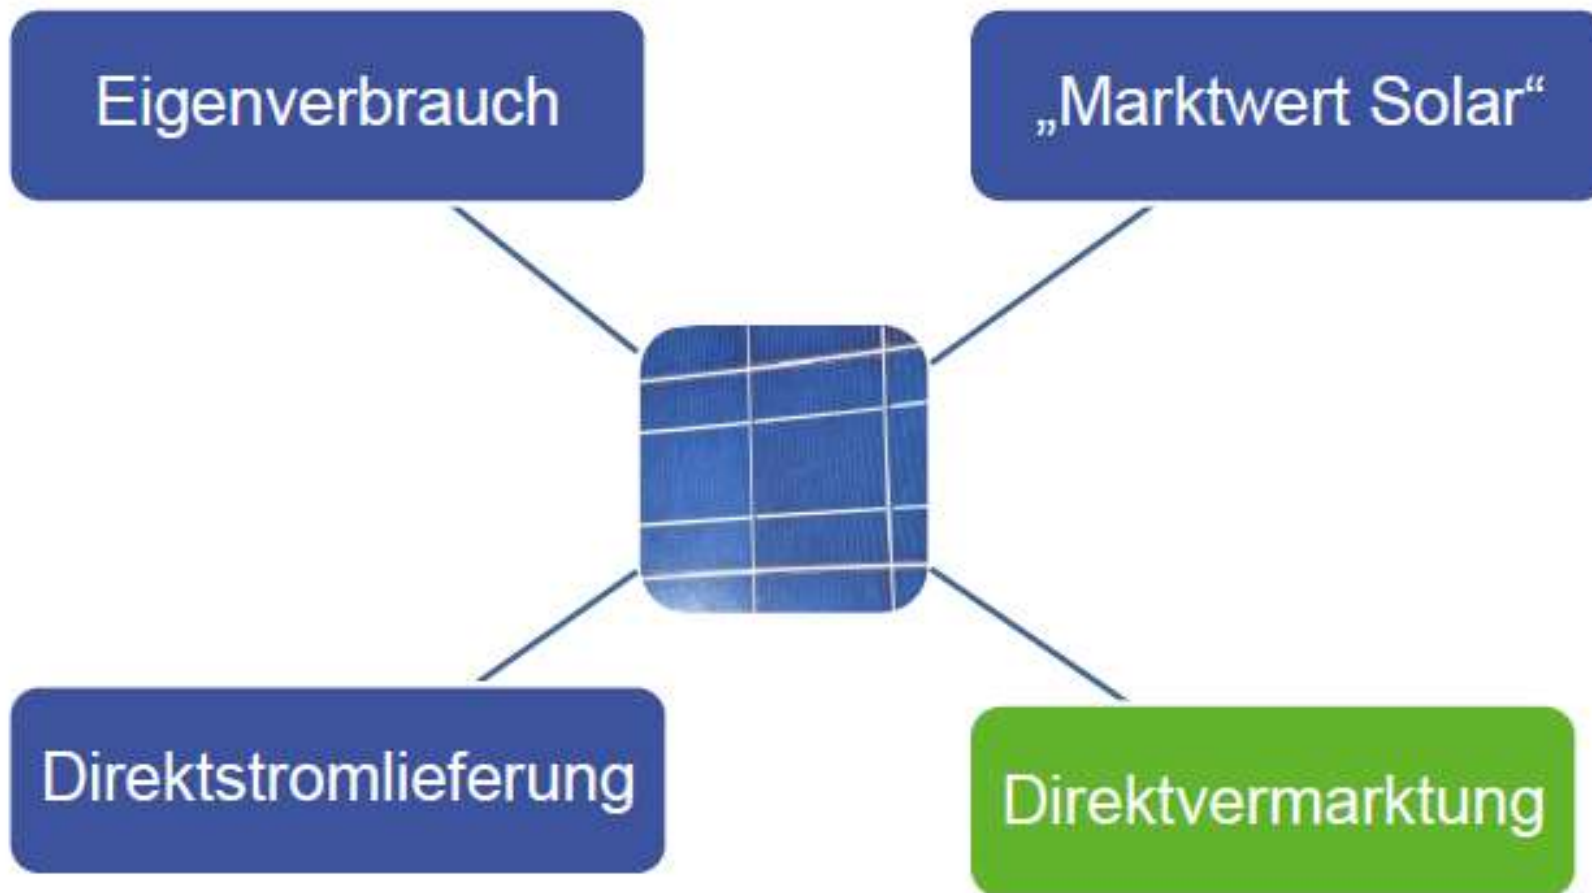 Eigenverbrauch
„Marktwert Solar“
Direktstromlieferung
Direktvermarktung